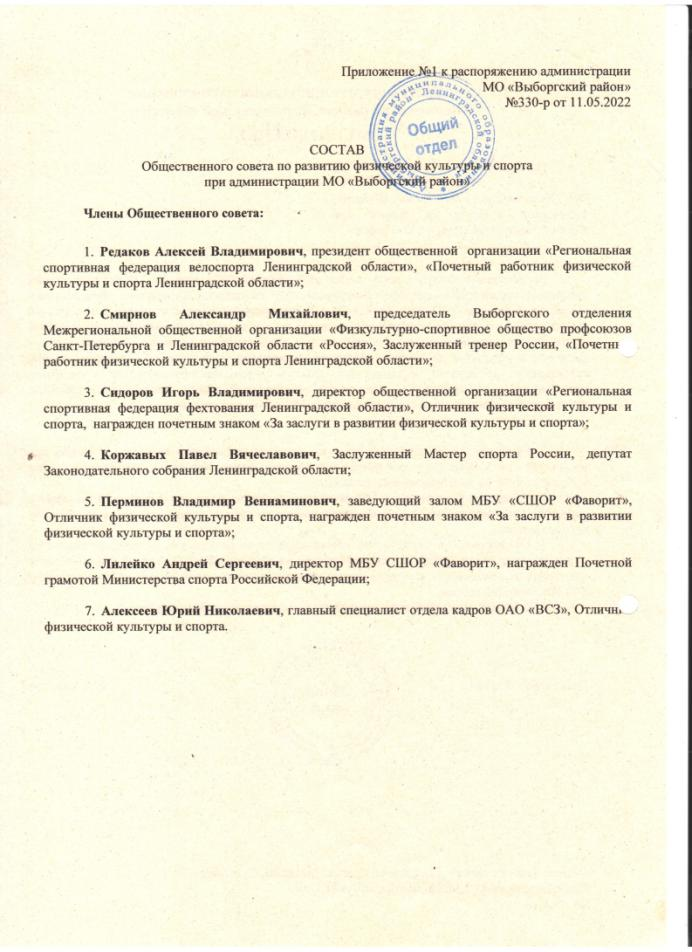 Приложение №1 к распоряжению администрации
МО «Выборгский район»
№330-р от 11.05.2022
Общий
отдел
СОСТАВ
Общественного совета по развитию физической культуры и спорта
при администрации МО «Выборгский район»
Члены Общественного совета:
1. Редаков Алексей Владимирович, президент общественной организации «Региональная
спортивная федерация велоспорта Ленинградской области», «Почетный работник физической
культуры и спорта Ленинградской области»;
2. Смирнов Александр Михайлович, председатель Выборгского отделения
Межрегиональной общественной организации «Физкультурно-спортивное общество профсоюзов
Санкт-Петербурга и Ленинградской области «Россия», Заслуженный тренер России, «Почетн
работник физической культуры и спорта Ленинградской области»;
3. Сидоров Игорь Владимирович, директор общественной организации «Региональная
спортивная федерация фехтования Ленинградской области», Отличник физической культуры и
спорта, награжден почетным знаком «За заслуги в развитии физической культуры и спорта»;
4. Коржавых Павел Вячеславович, Заслуженный Мастер спорта России, депутат
Законодательного собрания Ленинградской области;
5. Перминов Владимир Вениаминович, заведующий залом МБУ «СШОР «Фаворит»,
Отличник физической культуры и спорта, награжден почетным знаком «За заслуги в развитии
физической культуры и спорта»;
6. Лилейко Андрей Сергеевич, директор МБУ СШОР «Фаворит», награжден Почетной
грамотой Министерства спорта Российской Федерации;
7. Алексеев Юрий Николаевич, главный специалист отдела кадров ОАО «ВСЗ», Отличн
физической культуры и спорта.